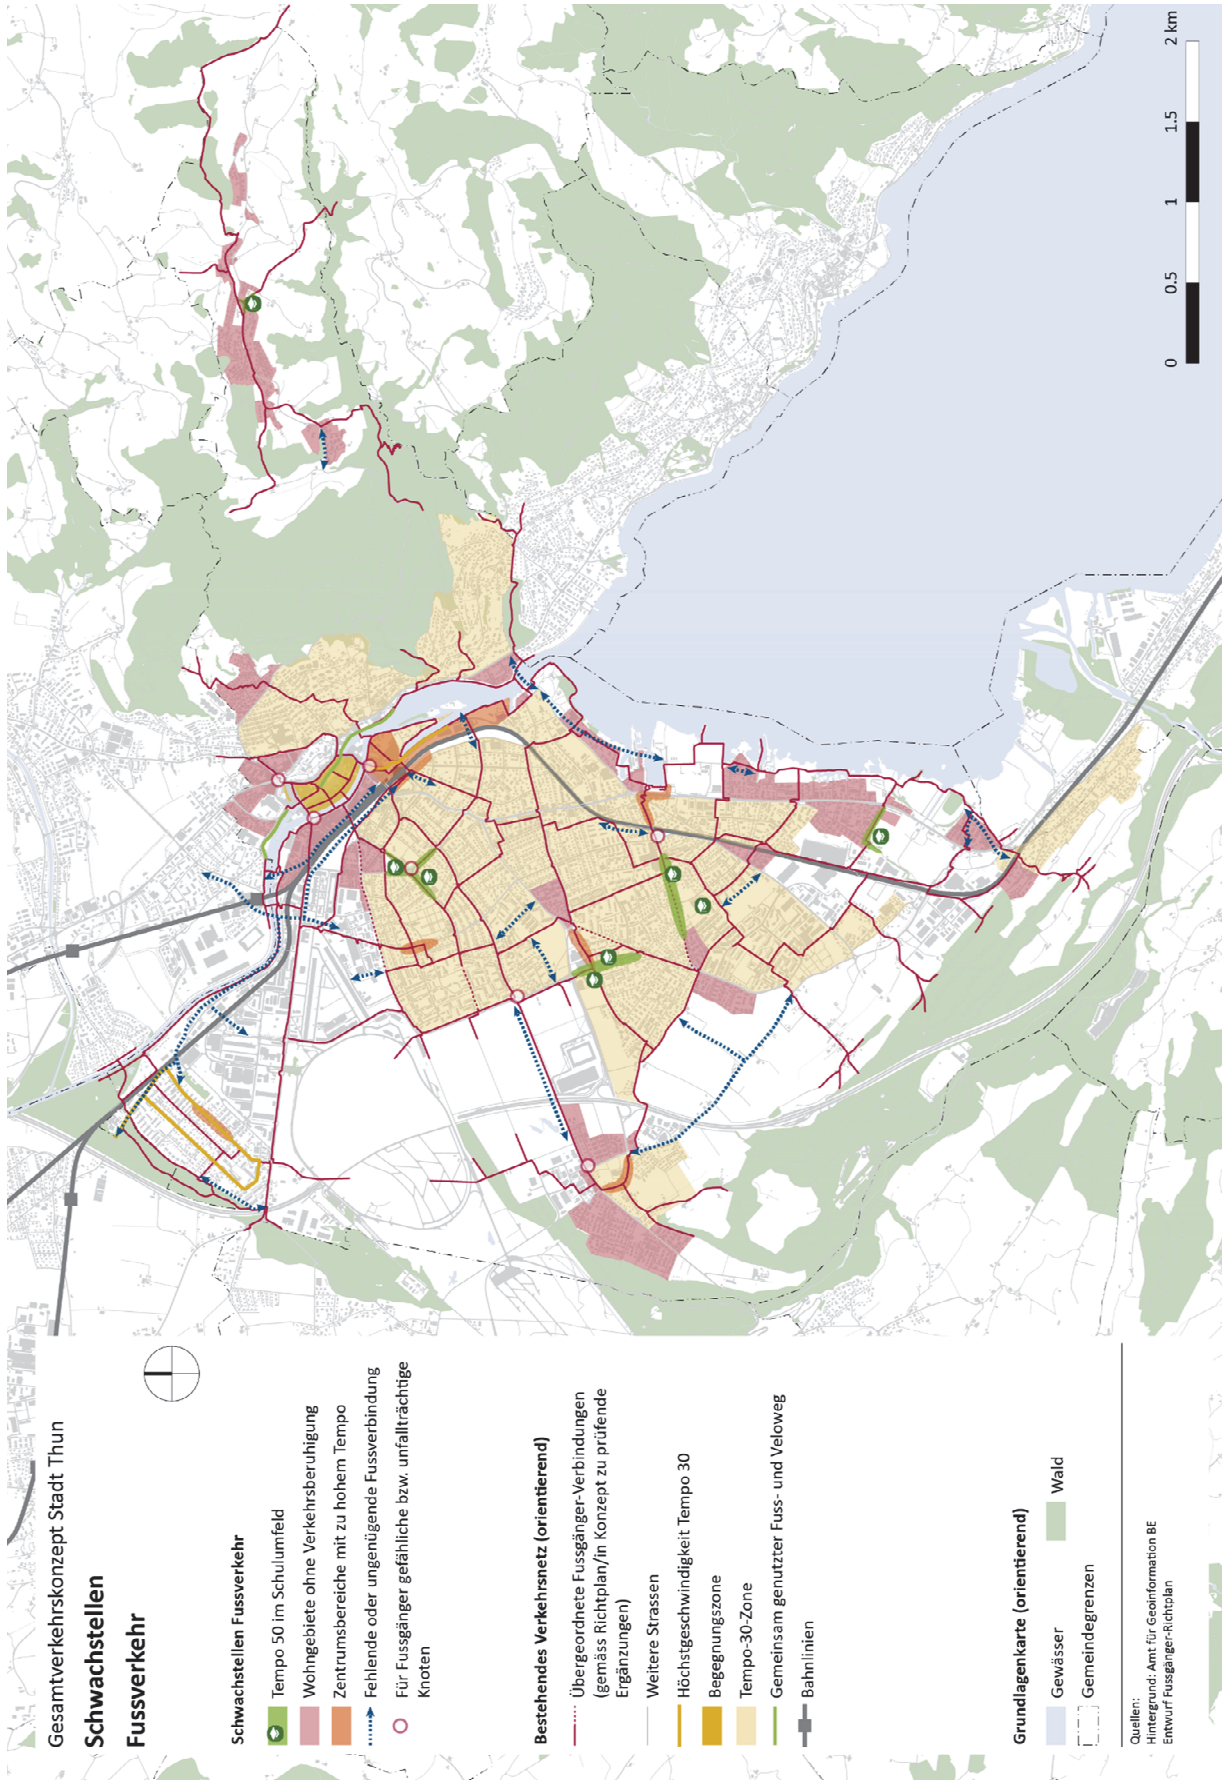 Gesamtverkehrskonzept Stadt Thun
Schwachstellen
Fussverkehr
Schwachstellen Fussverkehr
Tempo 50 im Schulumfeld
Wohngebiete ohne Verkehrsberuhigung
Zentrumsbereiche mit zu hohem Tempo
Fehlende oder ungenügende Fussverbindung
Für Fussgänger gefähliche bzw. unfallträchtige
Knoten
Bestehendes Verkehrsnetz (orientierend)
Übergeordnete Fussgänger-Verbindungen
(gemäss Richtplan/in Konzept zu prüfende
Ergänzungen)
Weitere Strassen
Höchstgeschwindigkeit Tempo 30
Begegnungszone
Tempo-30-Zone
Gemeinsam genutzter Fuss- und Veloweg
Bahnlinien
Grundlagenkarte (orientierend)
Gewässer
Wald
Gemeindegrenzen
Quellen:
Hintergrund: Amt für Geoinformation BE
Entwurf Fussgänger-Richtplan
0 0.5 1 1.5 2 km